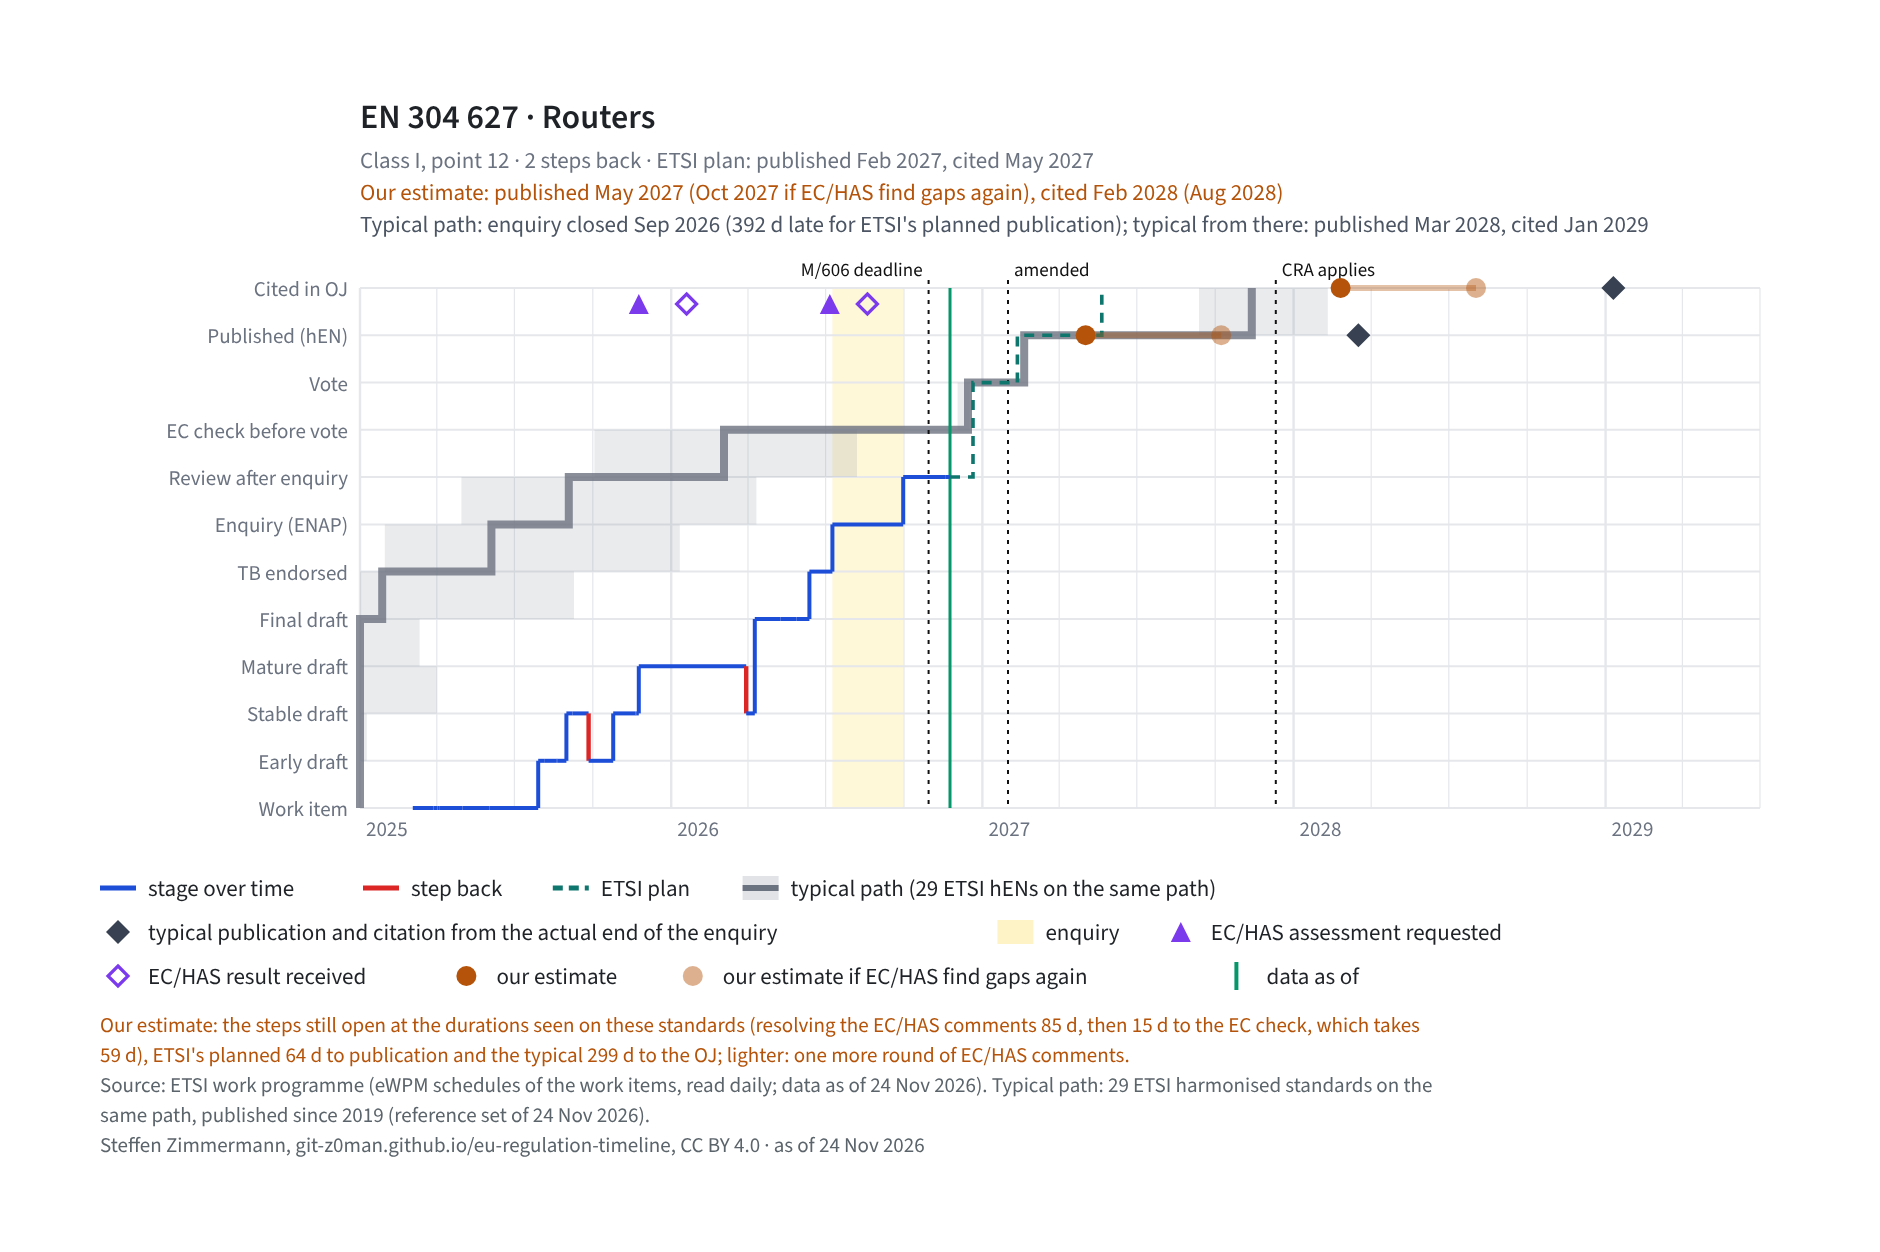 EN 304 627 · Routers
Class I, point 12 · 2 steps back · ETSI plan: published Feb 2027, cited May 2027
Our estimate: published May 2027 (Oct 2027 if EC/HAS find gaps again), cited Feb 2028 (Aug 2028)
Typical path: enquiry closed Sep 2026 (392 d late for ETSI's planned publication); typical from there: published Mar 2028, cited Jan 2029
M/606 deadline
amended
CRA applies
Cited in OJ
Published (hEN)
Vote
EC check before vote
Review after enquiry
Enquiry (ENAP)
TB endorsed
Final draft
Mature draft
Stable draft
Early draft
Work item
2025
2026
2027
2028
2029
stage over time
step back
ETSI plan
typical path (29 ETSI hENs on the same path)
typical publication and citation from the actual end of the enquiry
enquiry
EC/HAS assessment requested
EC/HAS result received
our estimate
our estimate if EC/HAS find gaps again
data as of
Our estimate: the steps still open at the durations seen on these standards (resolving the EC/HAS comments 85 d, then 15 d to the EC check, which takes
59 d), ETSI's planned 64 d to publication and the typical 299 d to the OJ; lighter: one more round of EC/HAS comments.
Source: ETSI work programme (eWPM schedules of the work items, read daily; data as of 24 Nov 2026). Typical path: 29 ETSI harmonised standards on the
same path, published since 2019 (reference set of 24 Nov 2026).
Steffen Zimmermann, git-z0man.github.io/eu-regulation-timeline, CC BY 4.0 · as of 24 Nov 2026